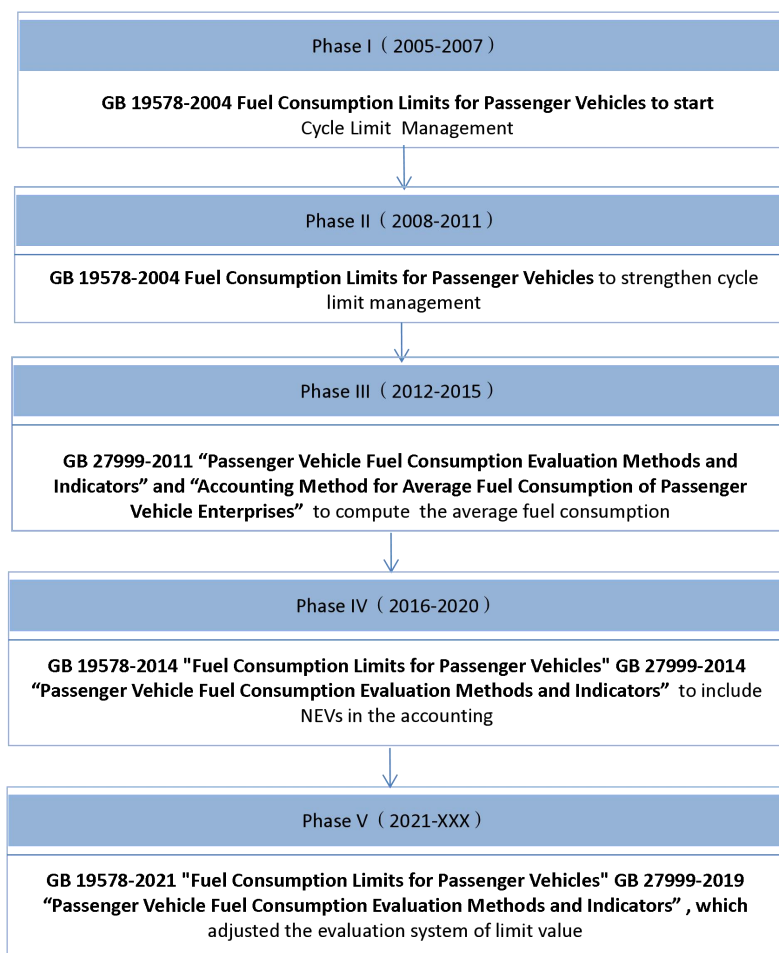 Phase I（2005-2007）
GB 19578-2004 Fuel Consumption Limits for Passenger Vehicles to start
Cycle Limit Management
Phase II（2008-2011）
GB 19578-2004 Fuel Consumption Limits for Passenger Vehicles to strengthen cycle
limit management
Phase III（2012-2015）
GB 27999-2011 “Passenger Vehicle Fuel Consumption Evaluation Methods and
Indicators” and “Accounting Method for Average Fuel Consumption of Passenger
Vehicle Enterprises” to compute the average fuel consumption
Phase IV（2016-2020）
GB 19578-2014 "Fuel Consumption Limits for Passenger Vehicles" GB 27999-2014
“Passenger Vehicle Fuel Consumption Evaluation Methods and Indicators” to include
NEVs in the accounting
Phase V（2021-XXX）
GB 19578-2021 "Fuel Consumption Limits for Passenger Vehicles" GB 27999-2019
“Passenger Vehicle Fuel Consumption Evaluation Methods and Indicators” , which
adjusted the evaluation system of limit value